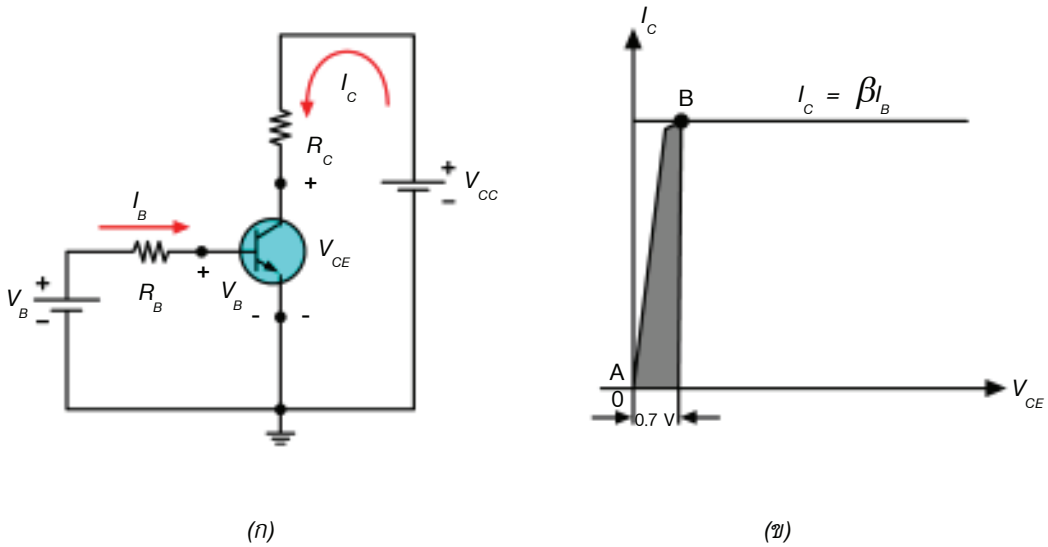 I_C
R_C
+
+
V_CC
−
I_B
V_CE
+
V_B
−
R_B
+
V_B
- -
(ก)
I_C
B
I_C = βI_B
A
0
0.7 V
V_CE
(ข)